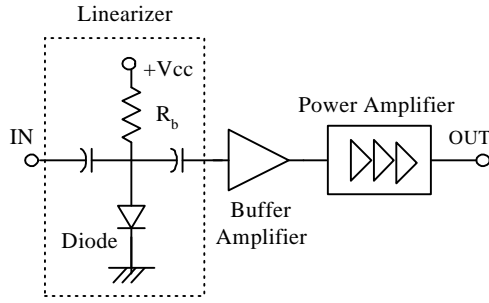 Linearizer
+Vcc
R_b
Power Amplifier
IN
OUT
Buffer
Amplifier
Diode